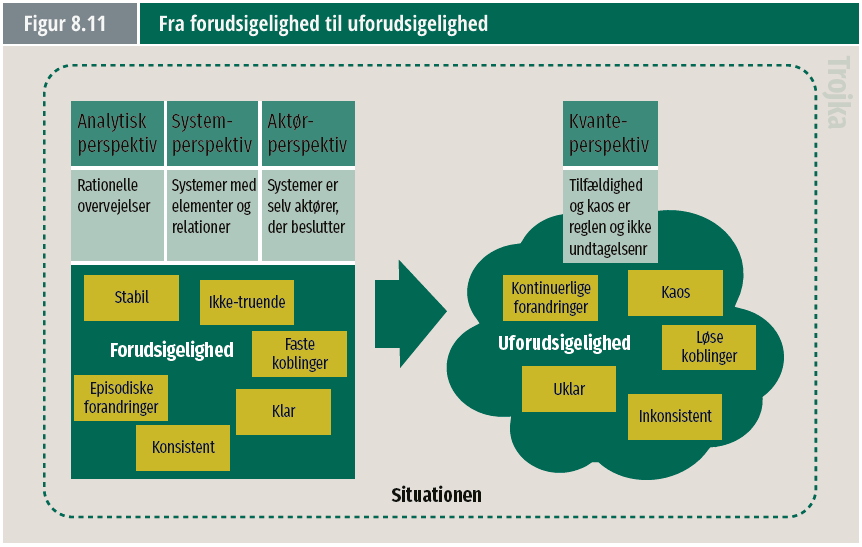 Figur 8.11
Fra forudsigelighed til uforudsigelighed
Trojka
Analytisk
perspektiv
System-
perspektiv
Aktør-
perspektiv
Rationelle
overvejelser
Systemer med
elementer og
relationer
Systemer er
selv aktører,
der beslutter
Stabil
Ikke-truende
Forudsigelighed
Faste
koblinger
Episodiske
forandringer
Klar
Konsistent
Kvante-
perspektiv
Tilfældighed
og kaos er
reglen og ikke
undtagelsenr
Kontinuerlige
forandringer
Kaos
Uforudsigelighed
Løse
koblinger
Uklar
Inkonsistent
Situationen